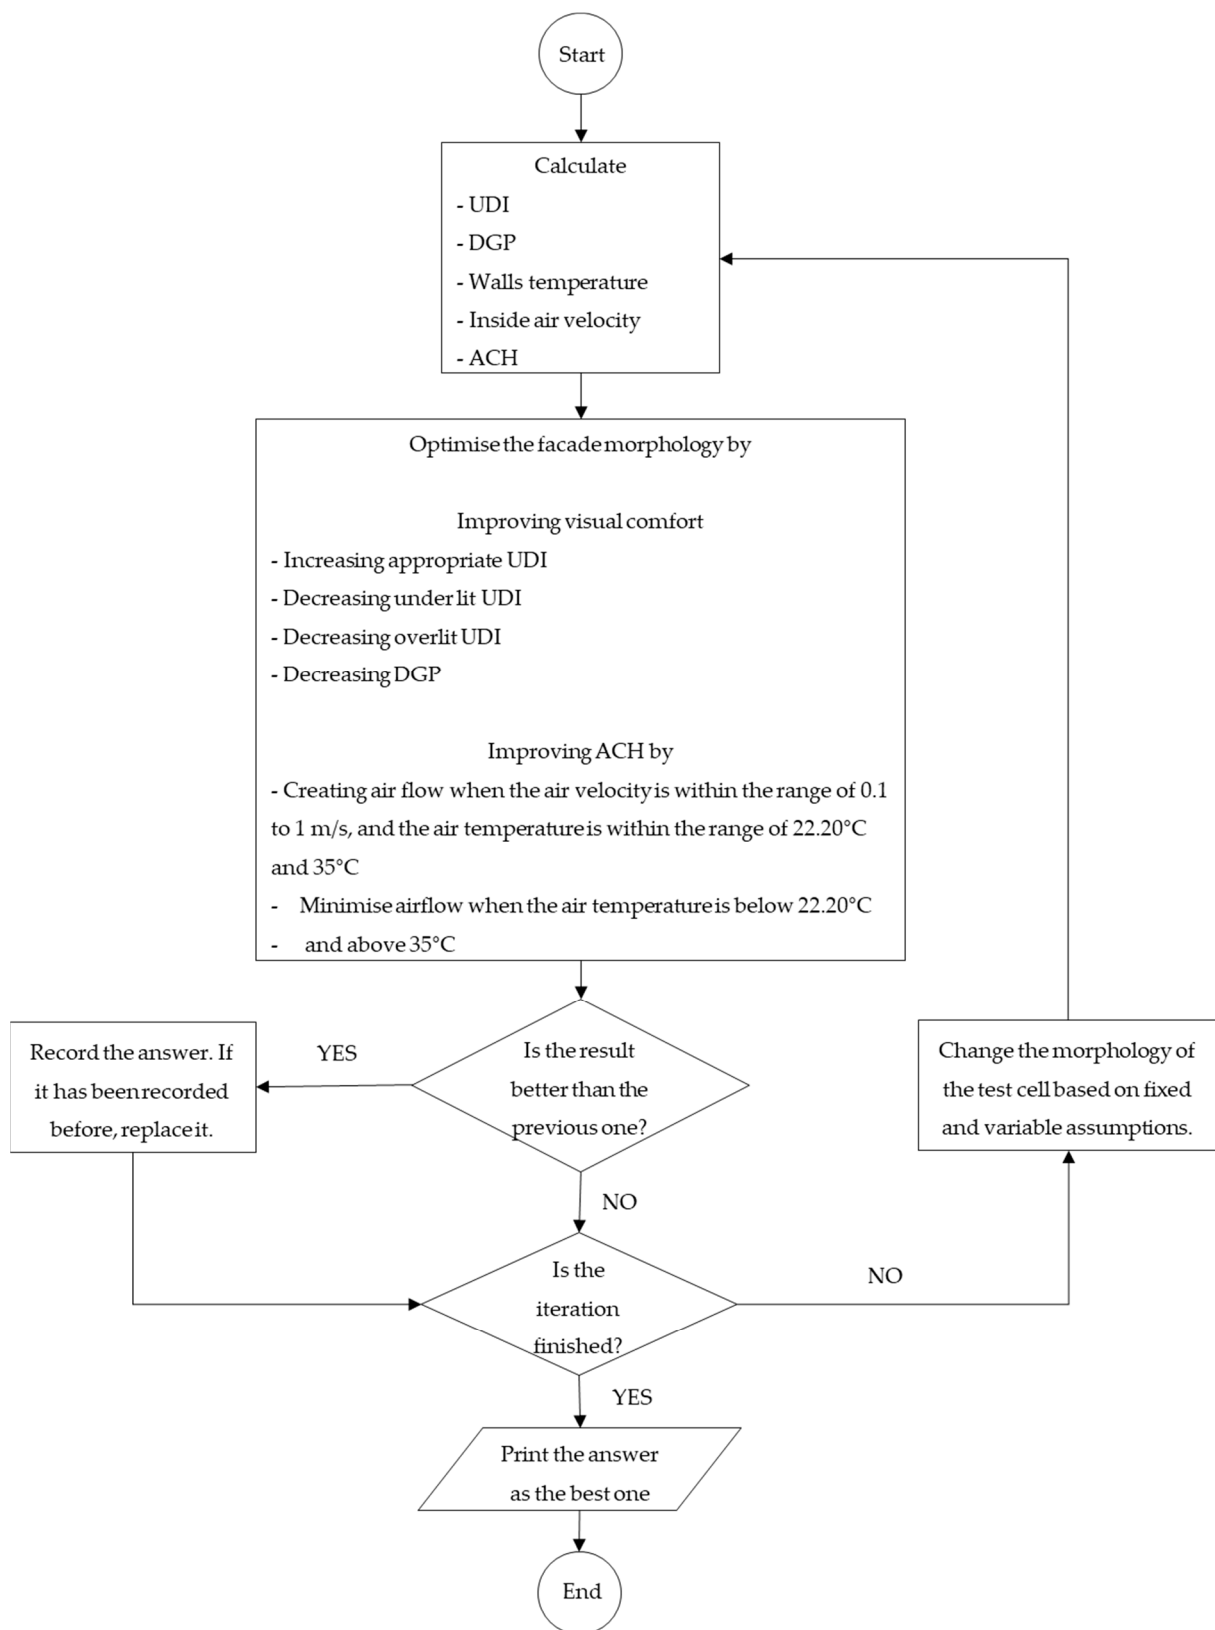 Start
Calculate
- UDI
- DGP
- Walls temperature
- Inside air velocity
- ACH
Optimise the facade morphology by
Improving visual comfort
- Increasing appropriate UDI
- Decreasing under lit UDI
- Decreasing overlit UDI
- Decreasing DGP
Improving ACH by
- Creating air flow when the air velocity is within the range of 0.1
to 1 m/s, and the air temperature is within the range of 22.20°C
and 35°C
- Minimise airflow when the air temperature is below 22.20°C
- and above 35°C
Is the result
better than the
previous one?
YES
Record the answer. If
it has been recorded
before, replace it.
NO
Is the
iteration
finished?
NO
Change the morphology of
the test cell based on fixed
and variable assumptions.
YES
Print the answer
as the best one
End